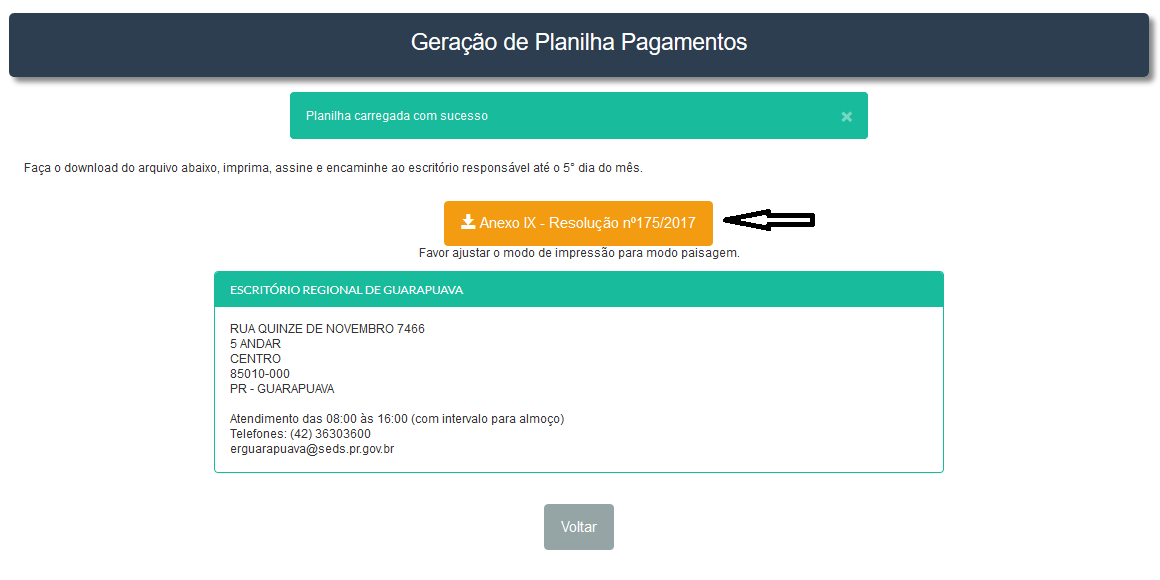 Geração de Planilha Pagamentos
Planilha carregada com sucesso
×
Faça o download do arquivo abaixo, imprima, assine e encaminhe ao escritório responsável até o 5° dia do mês.
Anexo IX - Resolução nº175/2017
Favor ajustar o modo de impressão para modo paisagem.
ESCRITÓRIO REGIONAL DE GUARAPUAVA
RUA QUINZE DE NOVEMBRO 7466
5 ANDAR
CENTRO
85010-000
PR - GUARAPUAVA
Atendimento das 08:00 às 16:00 (com intervalo para almoço)
Telefones: (42) 36303600
erguarapuava@seds.pr.gov.br
Voltar